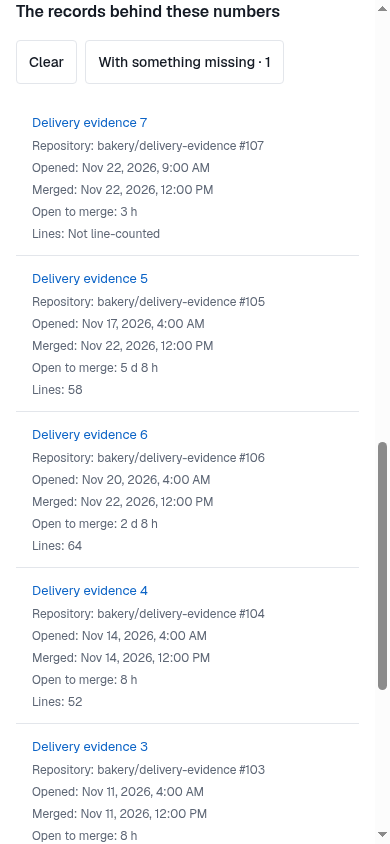 The records behind these numbers
Clear
With something missing · 1
Delivery evidence 7
Repository: bakery/delivery-evidence #107
Opened: Nov 22, 2026, 9:00 AM
Merged: Nov 22, 2026, 12:00 PM
Open to merge: 3 h
Lines: Not line-counted
Delivery evidence 5
Repository: bakery/delivery-evidence #105
Opened: Nov 17, 2026, 4:00 AM
Merged: Nov 22, 2026, 12:00 PM
Open to merge: 5 d 8 h
Lines: 58
Delivery evidence 6
Repository: bakery/delivery-evidence #106
Opened: Nov 20, 2026, 4:00 AM
Merged: Nov 22, 2026, 12:00 PM
Open to merge: 2 d 8 h
Lines: 64
Delivery evidence 4
Repository: bakery/delivery-evidence #104
Opened: Nov 14, 2026, 4:00 AM
Merged: Nov 14, 2026, 12:00 PM
Open to merge: 8 h
Lines: 52
Delivery evidence 3
Repository: bakery/delivery-evidence #103
Opened: Nov 11, 2026, 4:00 AM
Merged: Nov 11, 2026, 12:00 PM
Open to merge: 8 h